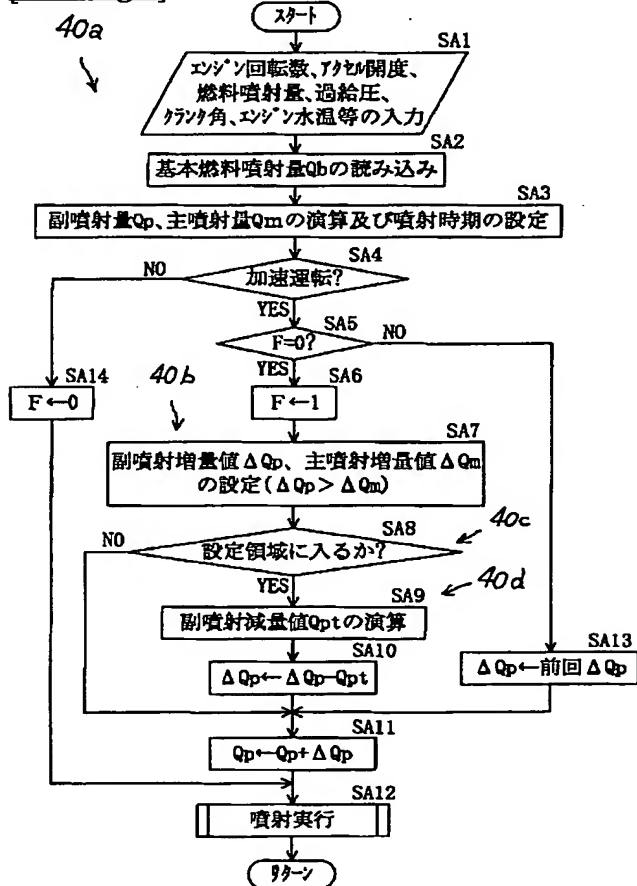 40a
スタート
SA1
エンジン回転数、アクセル開度、
燃料噴射量、過給圧、
クランク角、エンジン水温等の入力
SA2
基本燃料噴射量Qbの読み込み
SA3
副噴射量Qp、主噴射量Qmの演算及び噴射時期の設定
SA4
NO
加速運転?
YES
SA5
F=0?
NO
SA14
F←0
40b
YES
SA6
F←1
SA7
副噴射増量値ΔQp、主噴射増量値ΔQm
の設定(ΔQp>ΔQm)
SA8
40c
NO
設定領域に入るか?
YES
40d
SA9
副噴射減量値Qptの演算
SA10
ΔQp←ΔQp-Qpt
SA13
ΔQp←前回ΔQp
SA11
Qp←Qp+ΔQp
SA12
噴射実行
リターン